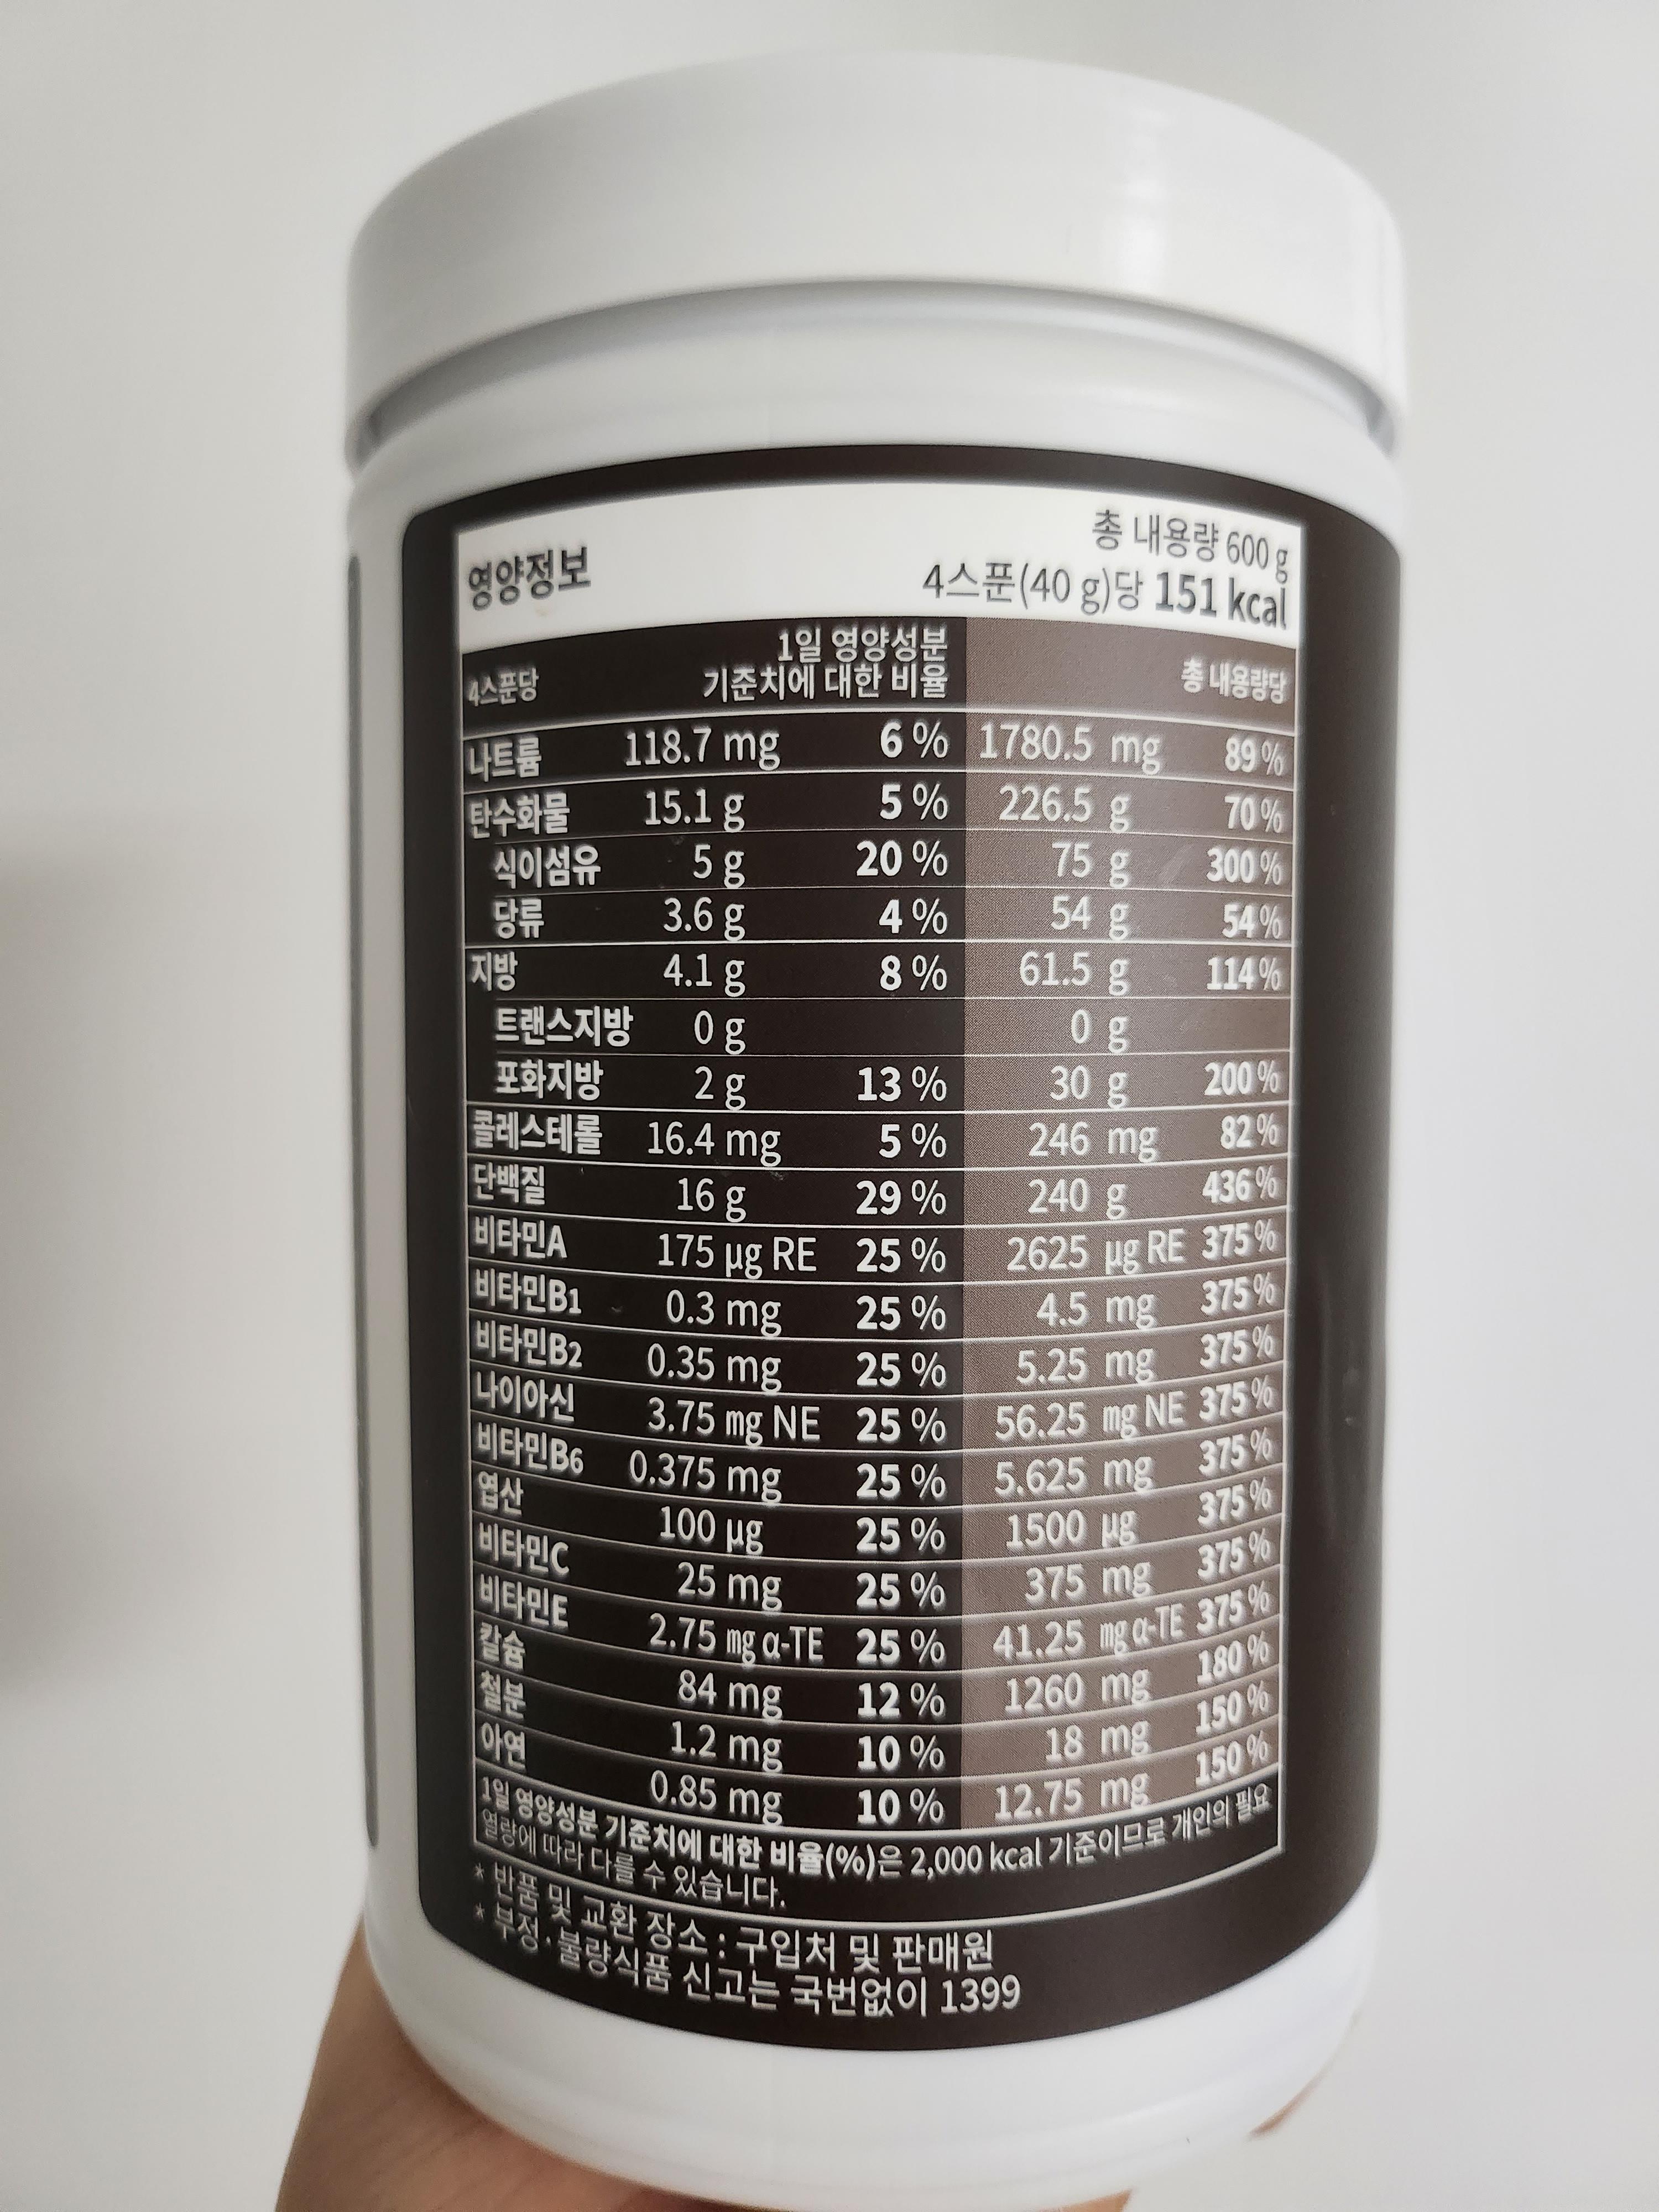 영양정보
총 내용량 600 g
4스푼(40 g)당 151 kcal
4스푼당 1일 영양성분 기준치에 대한 비율 총 내용량당
나트륨 118.7 mg 6 % 1780.5 mg 89 %
탄수화물 15.1 g 5 % 226.5 g 70 %
식이섬유 5 g 20 % 75 g 300 %
당류 3.6 g 4 % 54 g 54 %
지방 4.1 g 8 % 61.5 g 114 %
트랜스지방 0 g 0 g
포화지방 2 g 13 % 30 g 200 %
콜레스테롤 16.4 mg 5 % 246 mg 82 %
단백질 16 g 29 % 240 g 436 %
비타민A 175 μg RE 25 % 2625 μg RE 375 %
비타민B1 0.3 mg 25 % 4.5 mg 375 %
비타민B2 0.35 mg 25 % 5.25 mg 375 %
나이아신 3.75 mg NE 25 % 56.25 mg NE 375 %
비타민B6 0.375 mg 25 % 5.625 mg 375 %
엽산 100 μg 25 % 1500 μg 375 %
비타민C 25 mg 25 % 375 mg 375 %
비타민E 2.75 mg α-TE 25 % 41.25 mg α-TE 375 %
칼슘 84 mg 12 % 1260 mg 180 %
철분 1.2 mg 10 % 18 mg 150 %
아연 0.85 mg 10 % 12.75 mg 150 %
1일 영양성분 기준치에 대한 비율(%)은 2,000 kcal 기준이므로 개인의 필요
열량에 따라 다를 수 있습니다.
* 반품 및 교환 장소 : 구입처 및 판매원
* 부정·불량식품 신고는 국번없이 1399